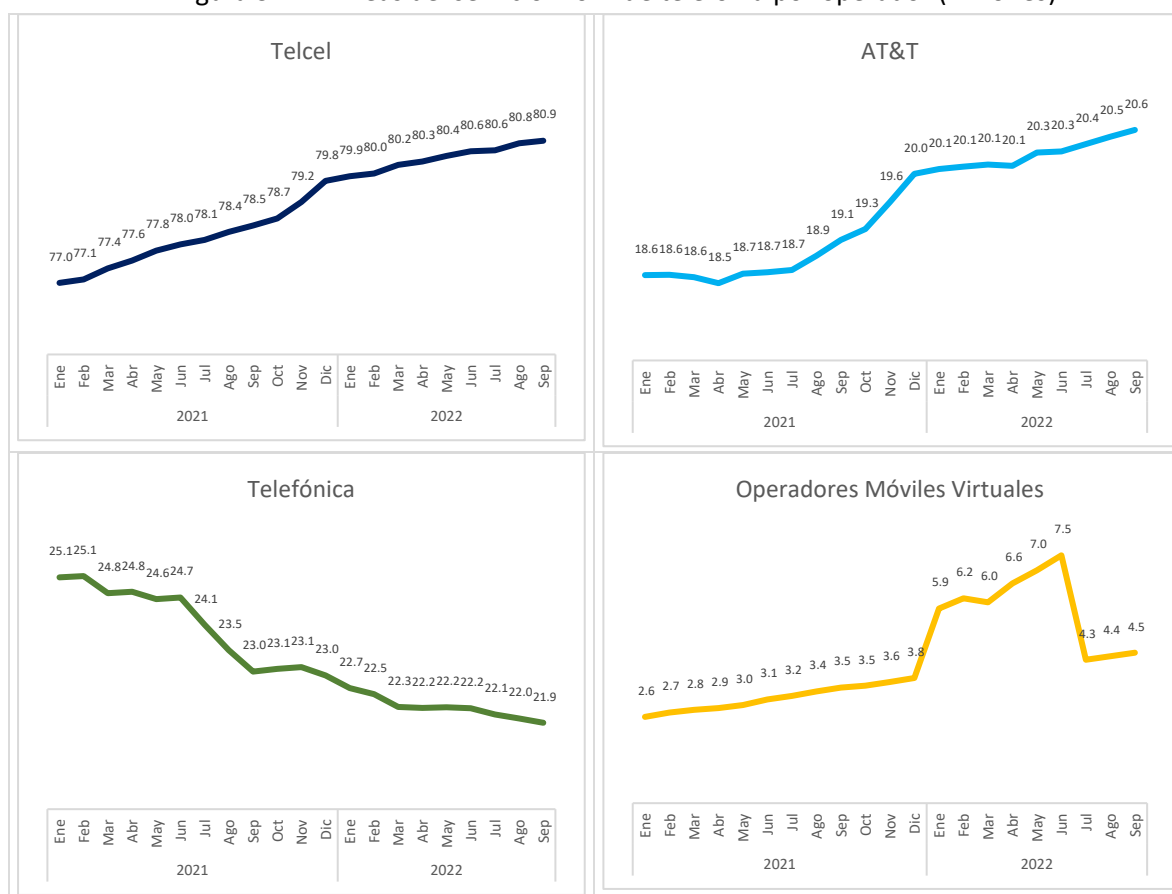 Telcel
77.0 77.1 77.4 77.6 77.8 78.0 78.1 78.4 78.5 78.7 79.2 79.8 79.9 80.0 80.2 80.3 80.4 80.6 80.6 80.8 80.9
Ene Feb Mar Abr May Jun Jul Ago Sep Oct Nov Dic Ene Feb Mar Abr May Jun Jul Ago Sep
2021 2022
AT&T
18.6 18.6 18.6 18.5 18.7 18.7 18.7 18.9 19.1 19.3 19.6 20.0 20.1 20.1 20.1 20.1 20.3 20.3 20.4 20.5 20.6
Ene Feb Mar Abr May Jun Jul Ago Sep Oct Nov Dic Ene Feb Mar Abr May Jun Jul Ago Sep
2021 2022
Telefónica
25.1 25.1 24.8 24.8 24.6 24.7 24.1 23.5 23.0 23.1 23.1 23.0 22.7 22.5 22.3 22.2 22.2 22.2 22.1 22.0 21.9
Ene Feb Mar Abr May Jun Jul Ago Sep Oct Nov Dic Ene Feb Mar Abr May Jun Jul Ago Sep
2021 2022
Operadores Móviles Virtuales
2.6 2.7 2.8 2.9 3.0 3.1 3.2 3.4 3.5 3.5 3.6 3.8 5.9 6.2 6.0 6.6 7.0 7.5 4.3 4.4 4.5
Ene Feb Mar Abr May Jun Jul Ago Sep Oct Nov Dic Ene Feb Mar Abr May Jun Jul Ago Sep
2021 2022